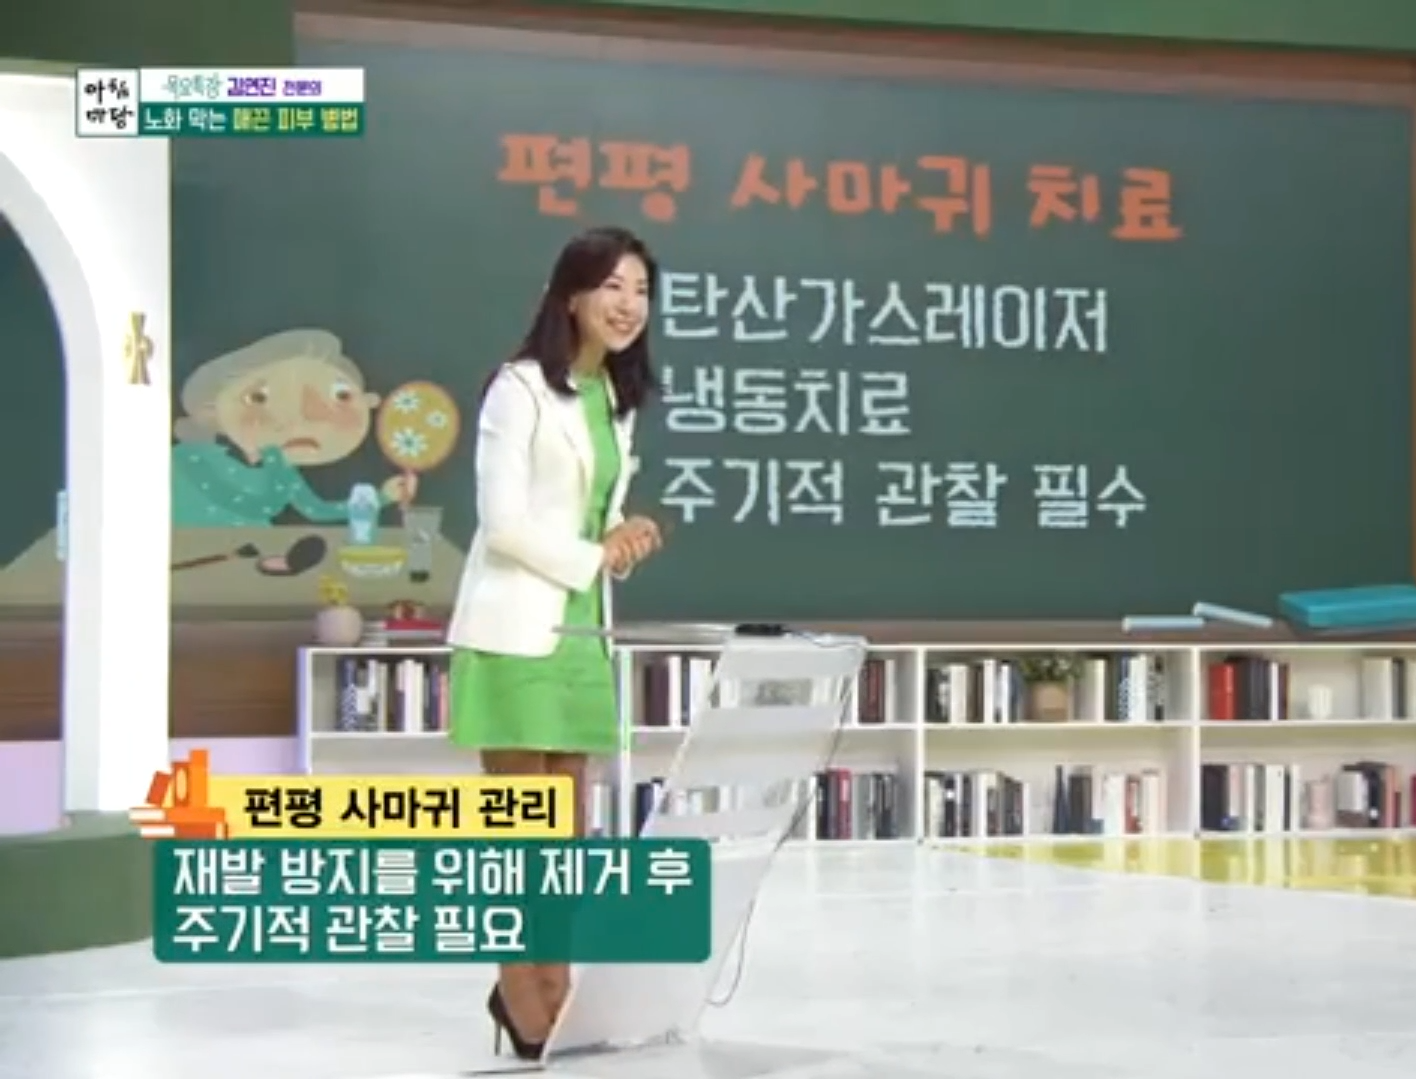 아침
마당
목요특강 김연진 전문의
노화 막는 매끈 피부 별법
편평 사마귀 치료
탄산가스레이저
냉동치료
주기적 관찰 필수
편평 사마귀 관리
재발 방지를 위해 제거 후
주기적 관찰 필요